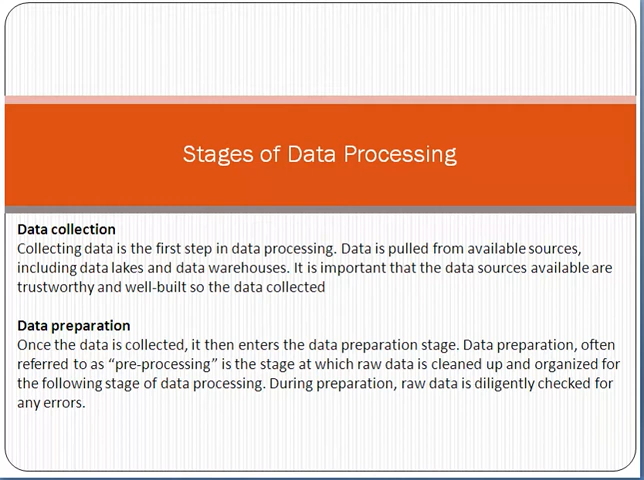 Stages of Data Processing
Data collection
Collecting data is the first step in data processing. Data is pulled from available sources,
including data lakes and data warehouses. It is important that the data sources available are
trustworthy and well-built so the data collected
Data preparation
Once the data is collected, it then enters the data preparation stage. Data preparation, often
referred to as “pre-processing” is the stage at which raw data is cleaned up and organized for
the following stage of data processing. During preparation, raw data is diligently checked for
any errors.